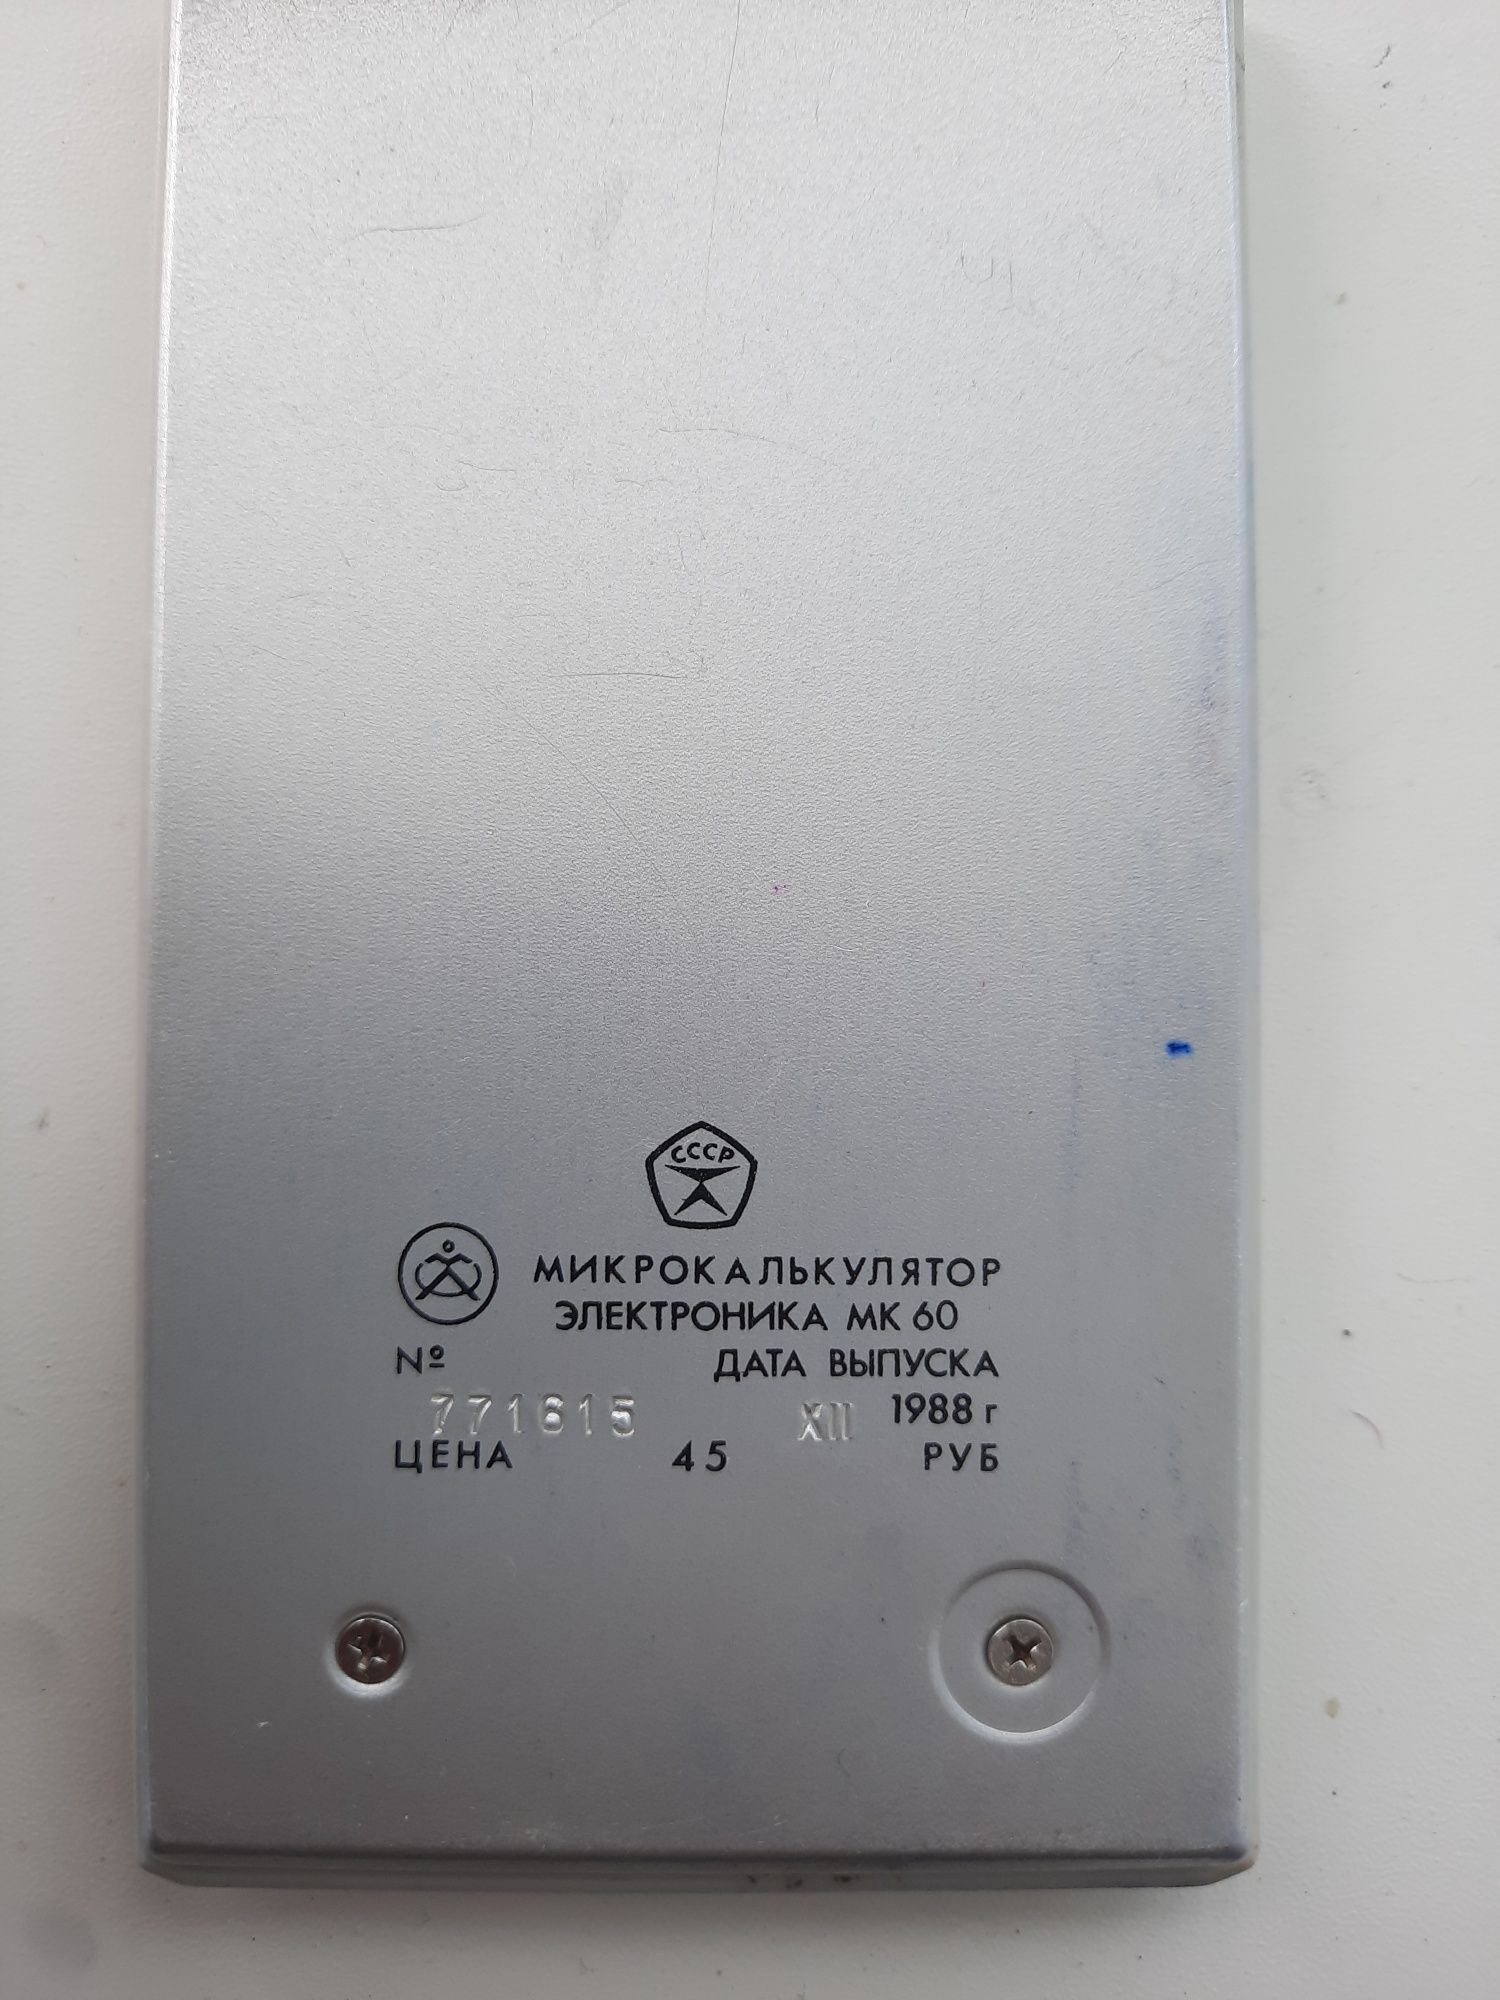 СССР
МИКРОКАЛЬКУЛЯТОР
ЭЛЕКТРОНИКА МК 60
№ ДАТА ВЫПУСКА
771615 XII 1988 г
ЦЕНА 45 РУБ